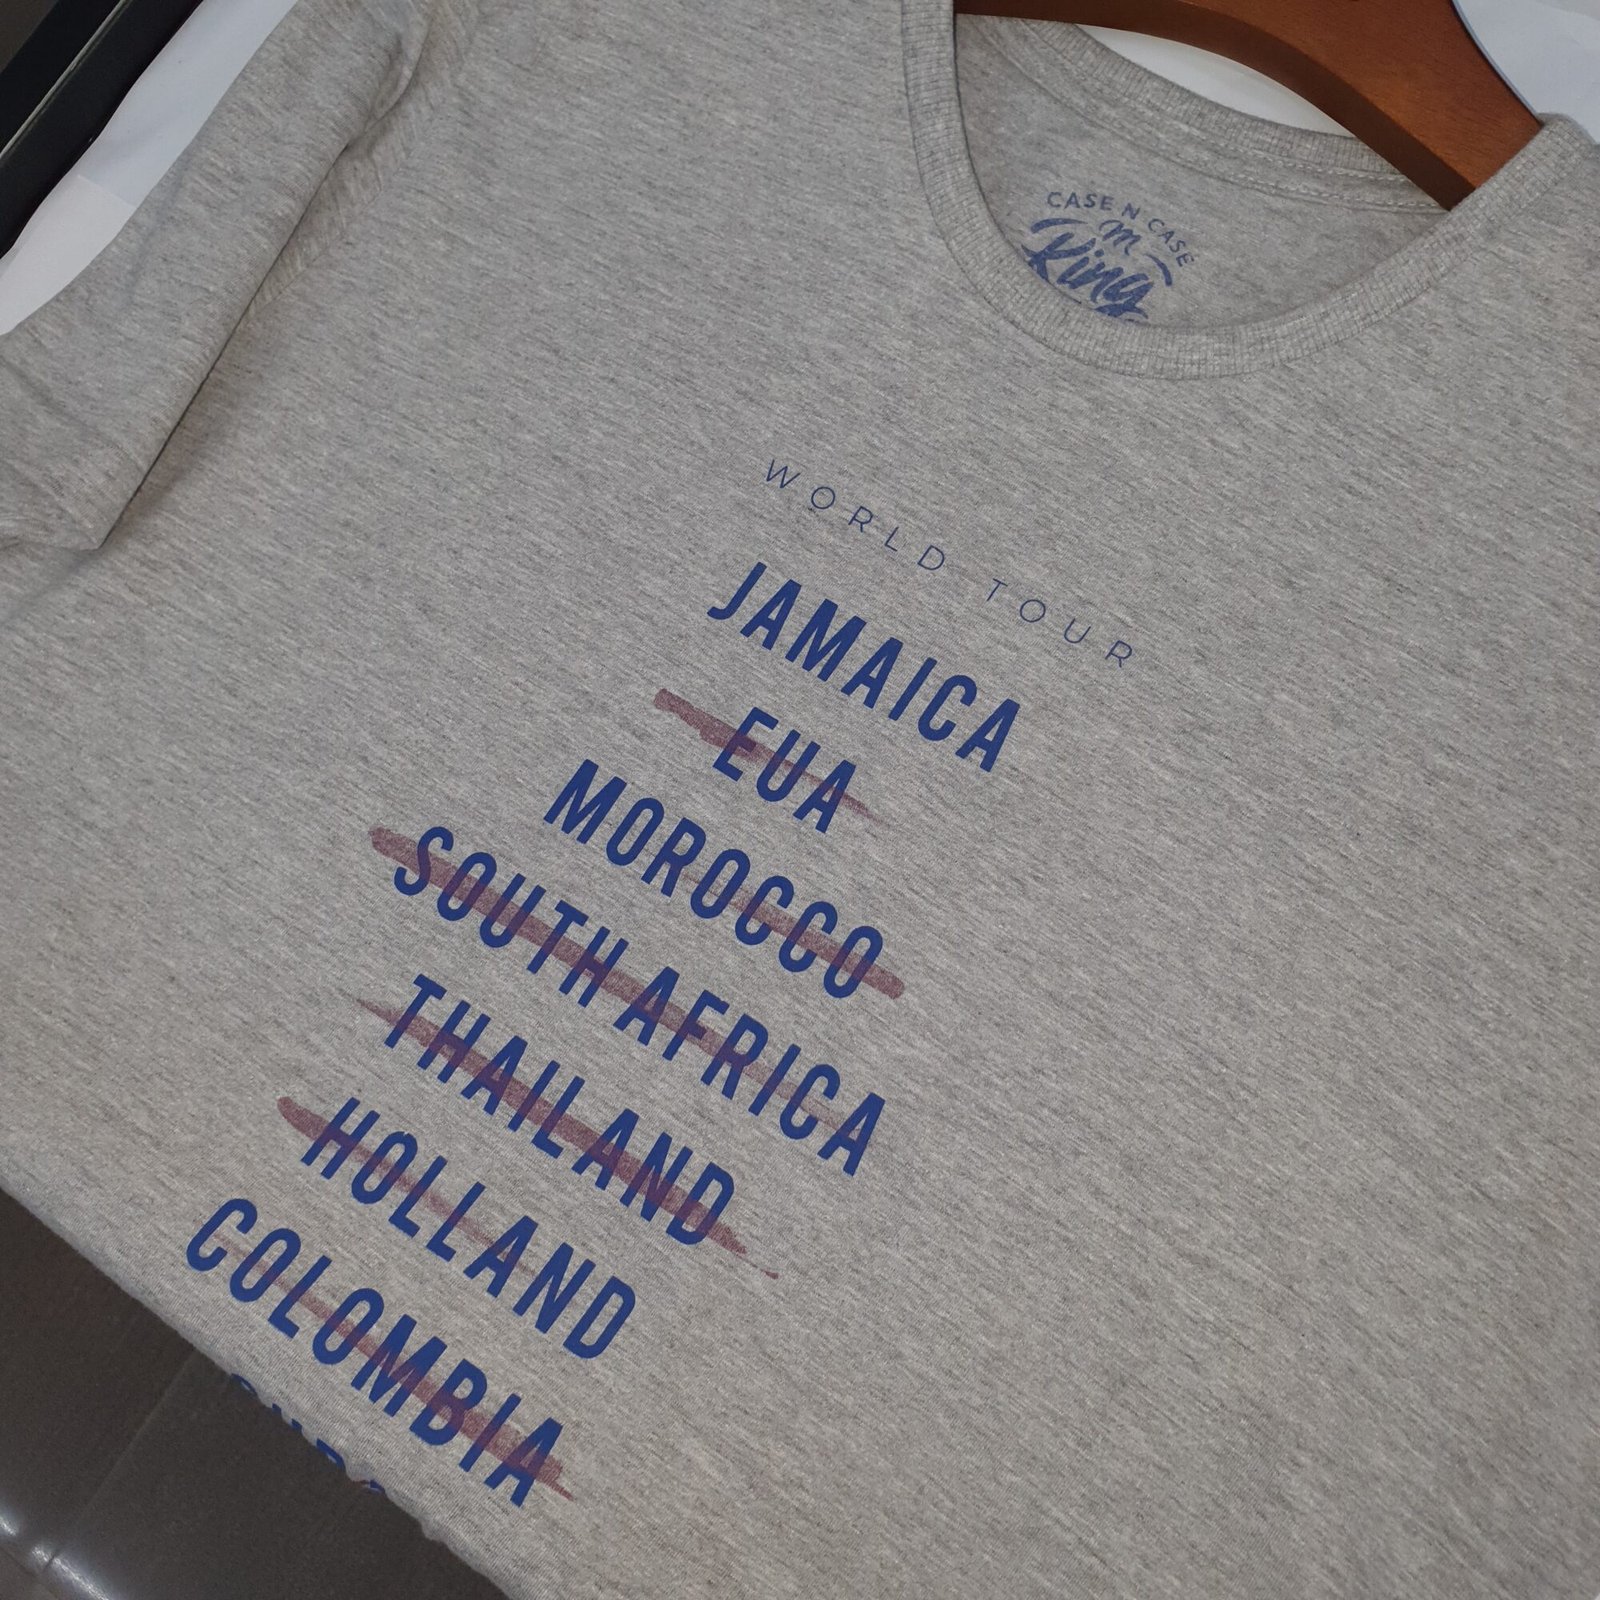 CASE N CASE
m
King
WORLD TOUR
JAMAICA
EUA
MOROCCO
SOUTH AFRICA
THAILAND
HOLLAND
COLOMBIA